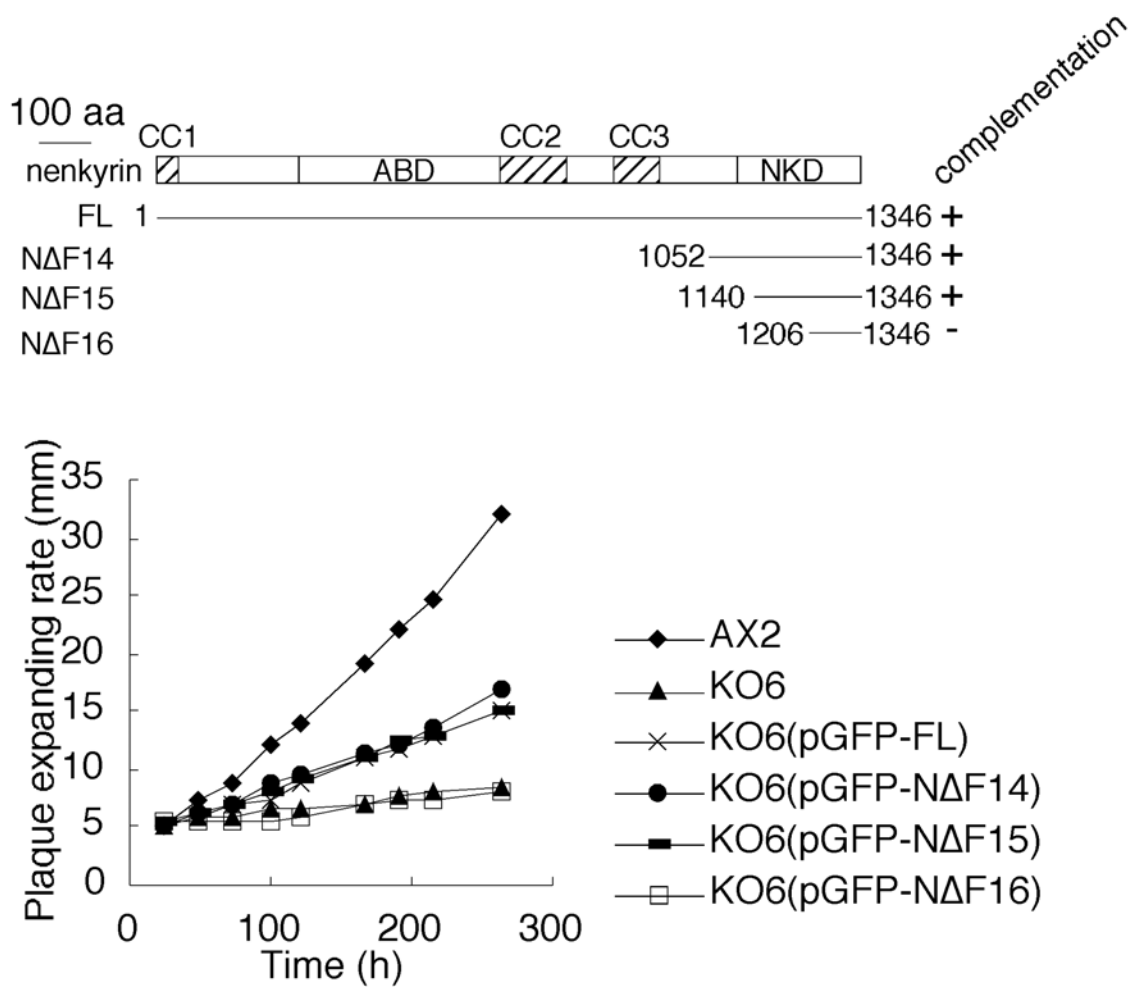 complementation
100 aa
CC1 CC2 CC3
nenkyrin ABD NKD
FL 1 1346 +
NΔF14 1052 1346 +
NΔF15 1140 1346 +
NΔF16 1206 1346 -
Plaque expanding rate (mm)
35
30
25
20
15
10
5
0
0 100 200 300
Time (h)
AX2
KO6
KO6(pGFP-FL)
KO6(pGFP-NΔF14)
KO6(pGFP-NΔF15)
KO6(pGFP-NΔF16)